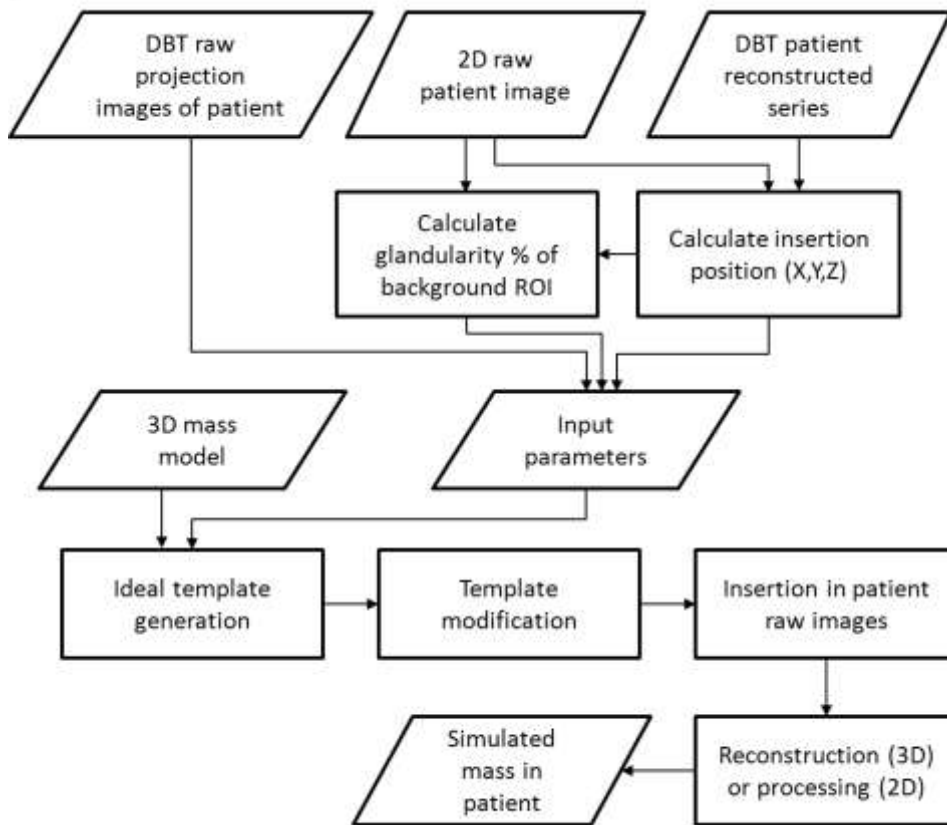 DBT raw
projection
images of patient
2D raw
patient image
DBT patient
reconstructed
series
Calculate
glandularity % of
background ROI
Calculate insertion
position (X,Y,Z)
3D mass
model
Input
parameters
Ideal template
generation
Template
modification
Insertion in patient
raw images
Simulated
mass in
patient
Reconstruction (3D)
or processing (2D)